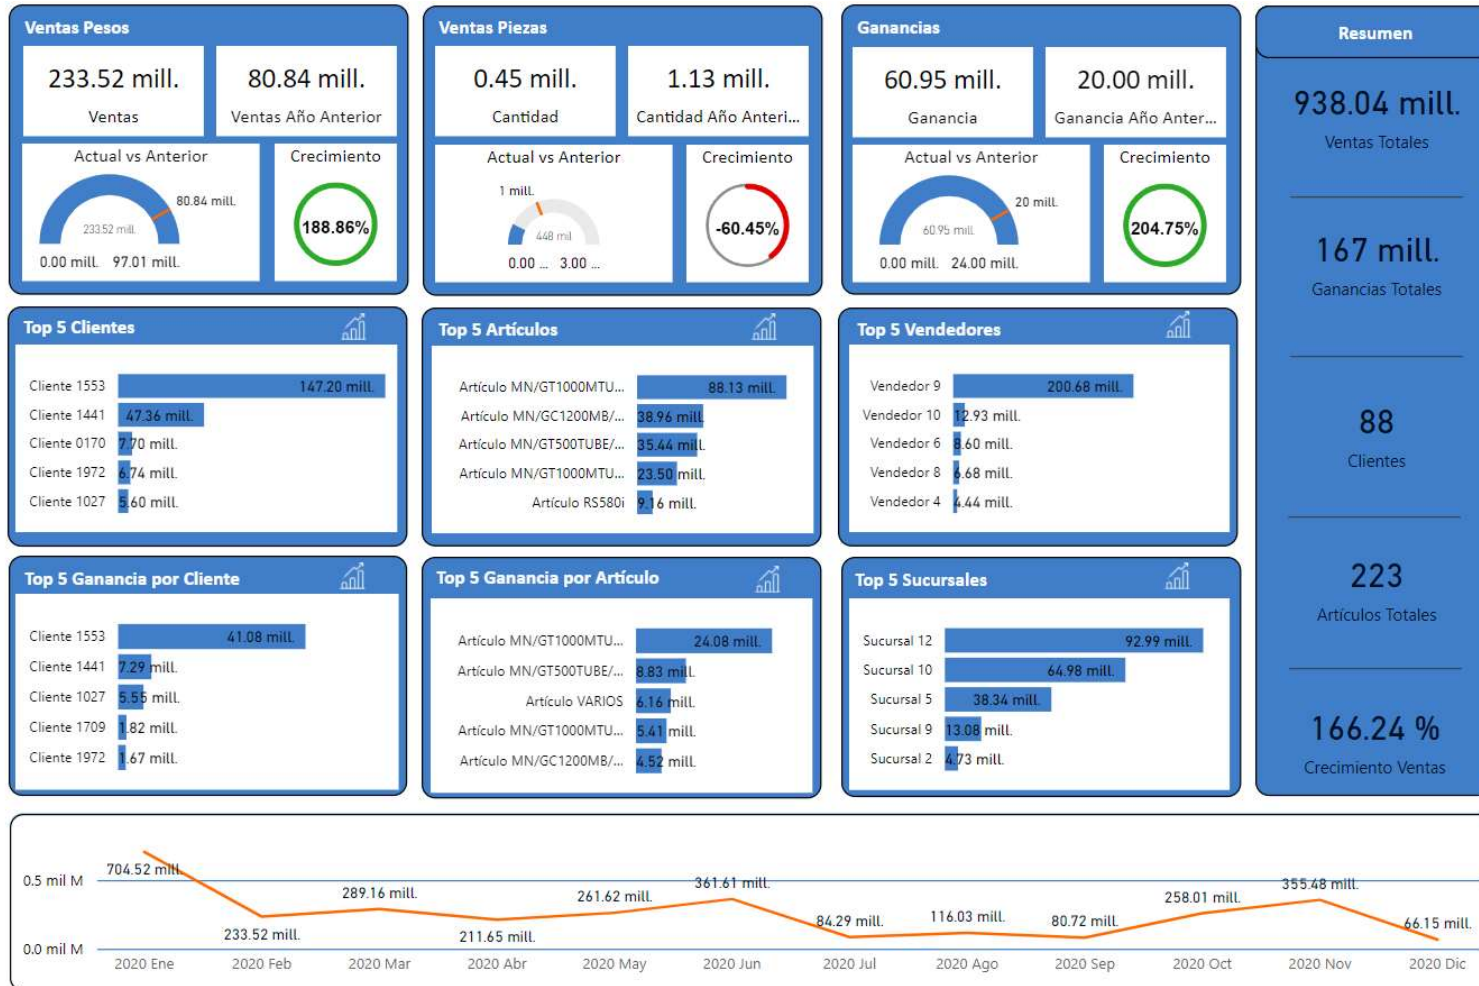 Ventas Pesos
233.52 mill.
Ventas
80.84 mill.
Ventas Año Anterior
Actual vs Anterior
80.84 mill.
233.52 mill.
0.00 mill. 97.01 mill.
Crecimiento
188.86%
Ventas Piezas
0.45 mill.
Cantidad
1.13 mill.
Cantidad Año Anteri...
Actual vs Anterior
1 mill.
448 mil
0.00 ... 3.00 ...
Crecimiento
-60.45%
Ganancias
60.95 mill.
Ganancia
20.00 mill.
Ganancia Año Anter...
Actual vs Anterior
20 mill.
60.95 mill.
0.00 mill. 24.00 mill.
Crecimiento
204.75%
Resumen
938.04 mill.
Ventas Totales
167 mill.
Ganancias Totales
88
Clientes
223
Artículos Totales
166.24 %
Crecimiento Ventas
Top 5 Clientes
Cliente 1553 147.20 mill.
Cliente 1441 47.36 mill.
Cliente 0170 7.70 mill.
Cliente 1972 6.74 mill.
Cliente 1027 5.60 mill.
Top 5 Artículos
Artículo MN/GT1000MTU... 88.13 mill.
Artículo MN/GC1200MB/... 38.96 mill.
Artículo MN/GT500TUBE/... 35.44 mill.
Artículo MN/GT1000MTU... 23.50 mill.
Artículo RS580i 9.16 mill.
Top 5 Vendedores
Vendedor 9 200.68 mill.
Vendedor 10 12.93 mill.
Vendedor 6 8.60 mill.
Vendedor 8 6.68 mill.
Vendedor 4 4.44 mill.
Top 5 Ganancia por Cliente
Cliente 1553 41.08 mill.
Cliente 1441 7.29 mill.
Cliente 1027 5.55 mill.
Cliente 1709 1.82 mill.
Cliente 1972 1.67 mill.
Top 5 Ganancia por Artículo
Artículo MN/GT1000MTU... 24.08 mill.
Artículo MN/GT500TUBE/... 8.83 mill.
Artículo VARIOS 6.16 mill.
Artículo MN/GT1000MTU... 5.41 mill.
Artículo MN/GC1200MB/... 4.52 mill.
Top 5 Sucursales
Sucursal 12 92.99 mill.
Sucursal 10 64.98 mill.
Sucursal 5 38.34 mill.
Sucursal 9 13.08 mill.
Sucursal 2 4.73 mill.
0.5 mil M
0.0 mil M
704.52 mill. 233.52 mill. 289.16 mill. 211.65 mill. 261.62 mill. 361.61 mill. 84.29 mill. 116.03 mill. 80.72 mill. 258.01 mill. 355.48 mill. 66.15 mill.
2020 Ene 2020 Feb 2020 Mar 2020 Abr 2020 May 2020 Jun 2020 Jul 2020 Ago 2020 Sep 2020 Oct 2020 Nov 2020 Dic